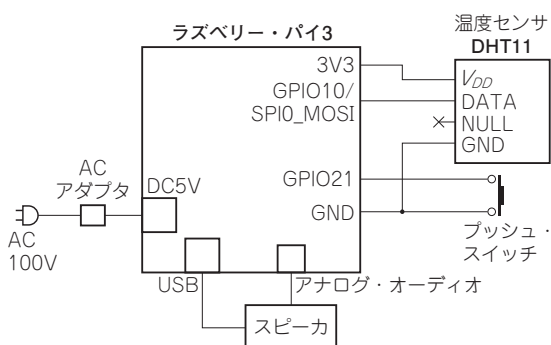 ラズベリー・パイ3
温度センサ
DHT11
3V3
GPIO10/
SPI0_MOSI
VDD
DATA
NULL
GND
AC
アダプタ
DC5V
GPIO21
GND
AC
100V
プッシュ・
スイッチ
USB
アナログ・オーディオ
スピーカ